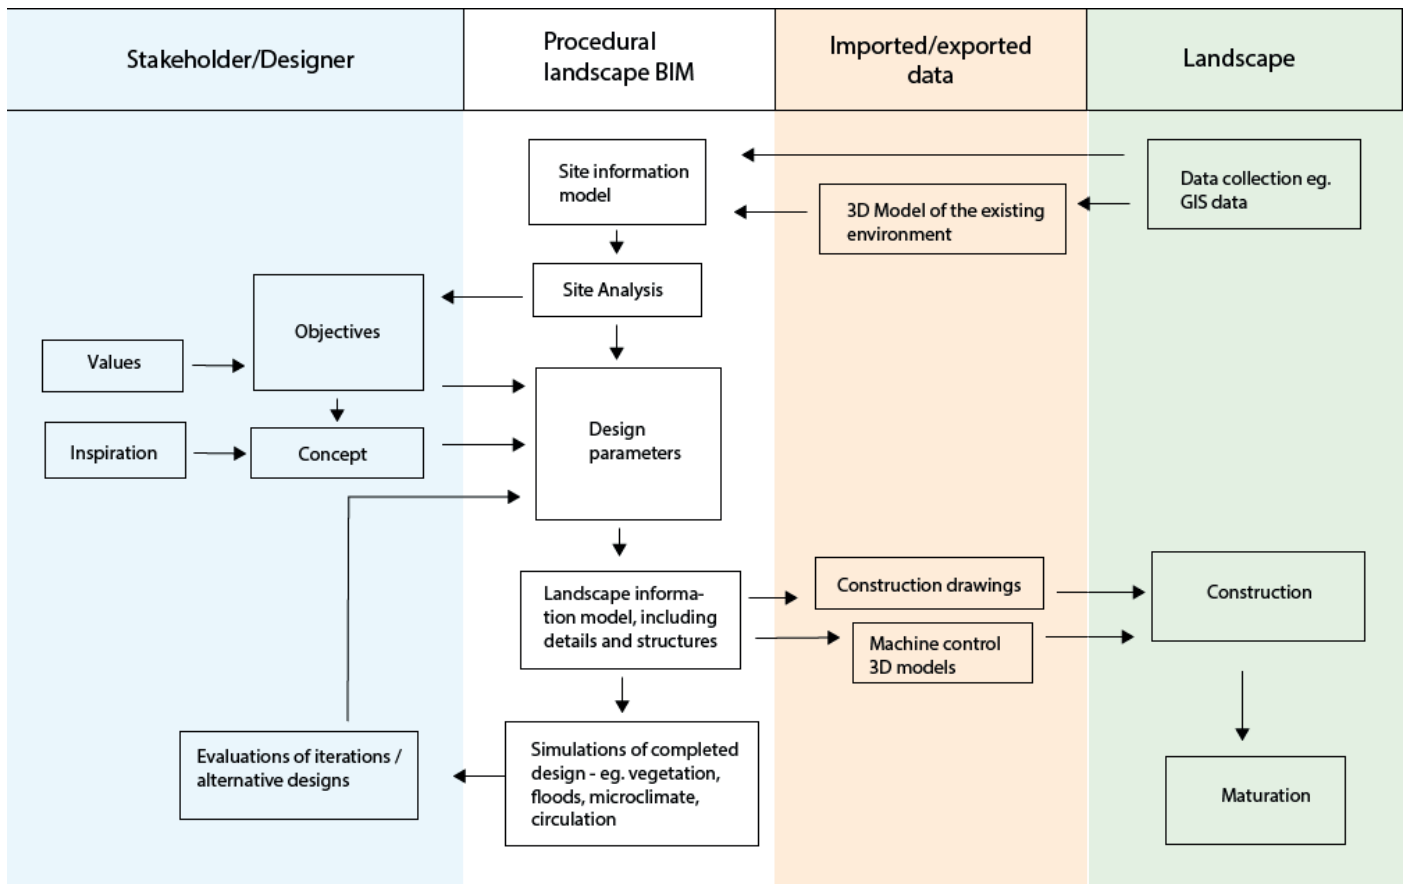 Stakeholder/Designer
Procedural
landscape BIM
Imported/exported
data
Landscape
Site information
model
3D Model of the existing
environment
Data collection eg.
GIS data
Site Analysis
Objectives
Values
Inspiration
Concept
Design
parameters
Landscape informa-
tion model, including
details and structures
Construction drawings
Machine control
3D models
Construction
Evaluations of iterations /
alternative designs
Simulations of completed
design - eg. vegetation,
floods, microclimate,
circulation
Maturation